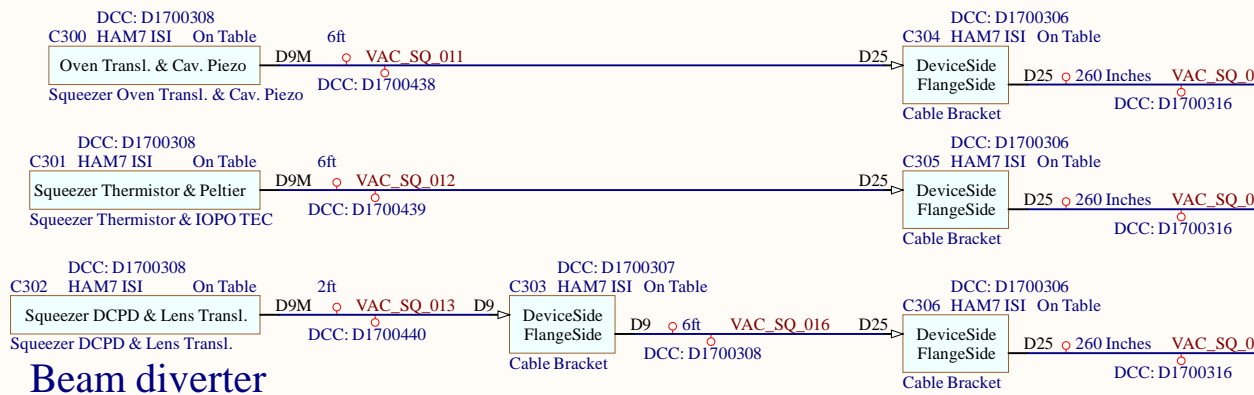 DCC: D1700308
C300 HAM7 ISI On Table
Oven Transl. & Cav. Piezo
Squeezer Oven Transl. & Cav. Piezo
D9M 6ft VAC_SQ_011 D25
DCC: D1700438
DCC: D1700306
C304 HAM7 ISI On Table
DeviceSide
FlangeSide
Cable Bracket
D25 260 Inches VAC_SQ_0
DCC: D1700316
DCC: D1700308
C301 HAM7 ISI On Table
Squeezer Thermistor & Peltier
Squeezer Thermistor & IOPO TEC
D9M 6ft VAC_SQ_012 D25
DCC: D1700439
DCC: D1700306
C305 HAM7 ISI On Table
DeviceSide
FlangeSide
Cable Bracket
D25 260 Inches VAC_SQ_0
DCC: D1700316
DCC: D1700308
C302 HAM7 ISI On Table
Squeezer DCPD & Lens Transl.
Squeezer DCPD & Lens Transl.
D9M 2ft VAC_SQ_013 D9
DCC: D1700440
DCC: D1700307
C303 HAM7 ISI On Table
DeviceSide
FlangeSide
Cable Bracket
D9 6ft VAC_SQ_016 D25
DCC: D1700308
DCC: D1700306
C306 HAM7 ISI On Table
DeviceSide
FlangeSide
Cable Bracket
D25 260 Inches VAC_SQ_0
DCC: D1700316
Beam diverter